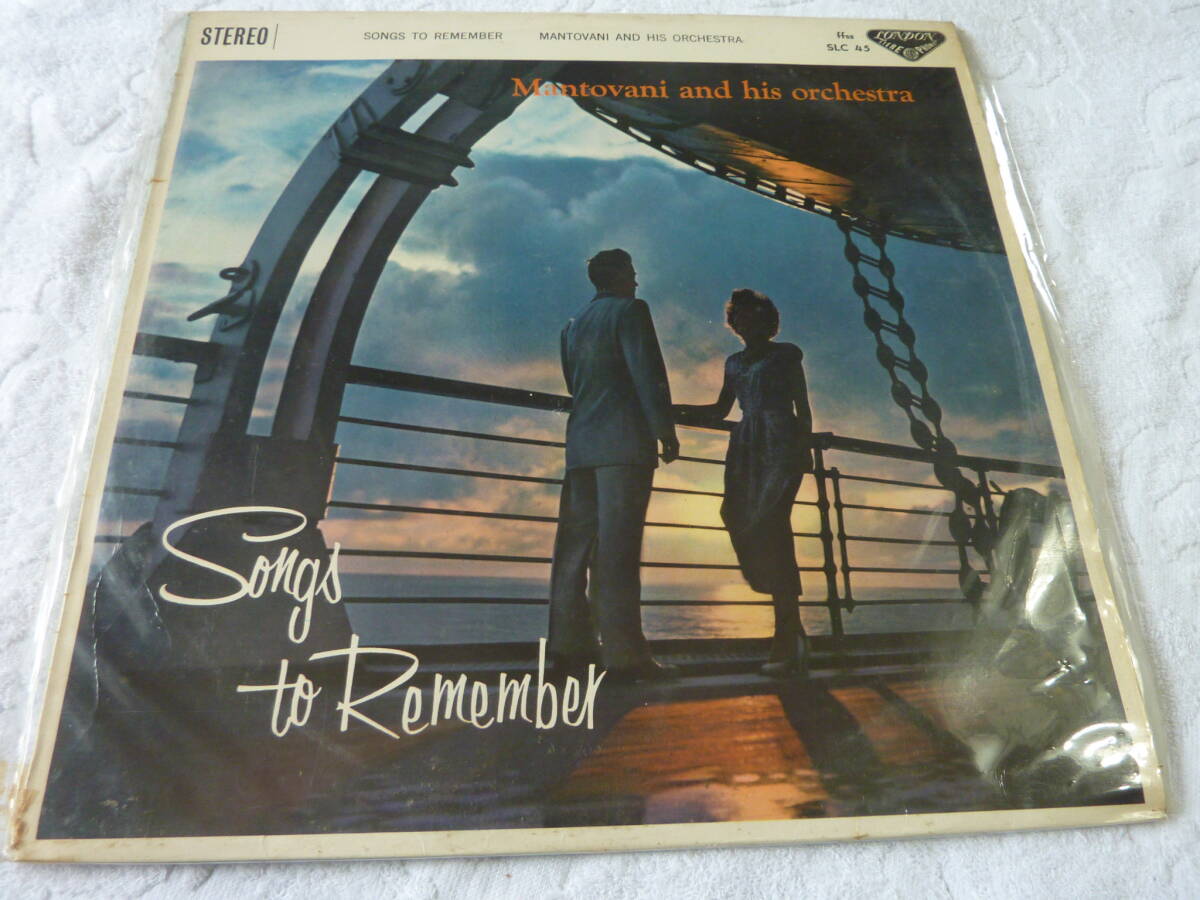 STEREO
SONGS TO REMEMBER MANTOVANI AND HIS ORCHESTRA
ffss
SLC 45
LONDON
Mantovani and his orchestra
Songs
to Remember